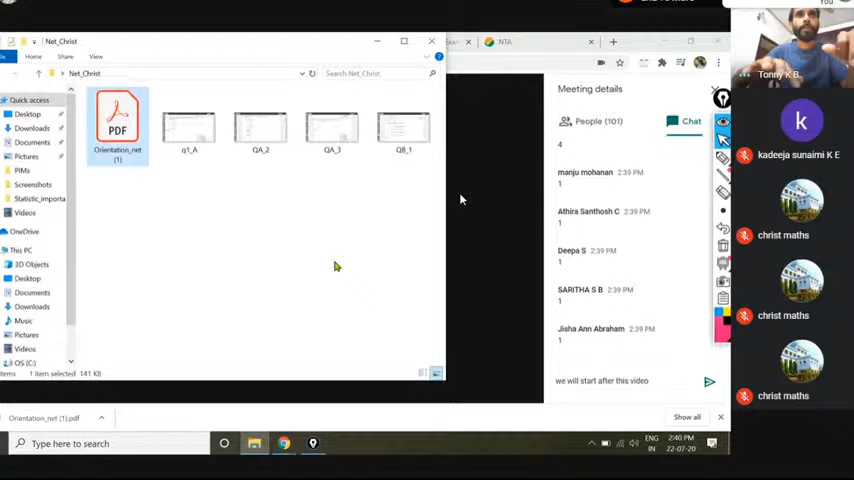 Net_Christ
Home
Share
View
Net_Christ
Search Net_Christ
Quick access
Desktop
Downloads
Documents
Pictures
PIMs
Screenshots
Statistic_importa
Videos
OneDrive
This PC
3D Objects
Desktop
Documents
Downloads
Music
Pictures
Videos
OS (C:)
PDF
Orientation_net
(1)
q1_A
QA_2
QA_3
QB_1
items
1 item selected 141 KB
NTA
Meeting details
People (101)
Chat
4
manju mohanan 2:39 PM
1
Athira Santhosh C 2:39 PM
1
Deepa S 2:39 PM
1
SARITHA S B 2:39 PM
1
Jisha Ann Abraham 2:39 PM
1
we will start after this video
You
Tonny K B
k
kadeeja sunaimi K E
christ maths
christ maths
christ maths
Orientation_net (1).pdf
Show all
Type here to search
ENG
IN
2:40 PM
22-07-20